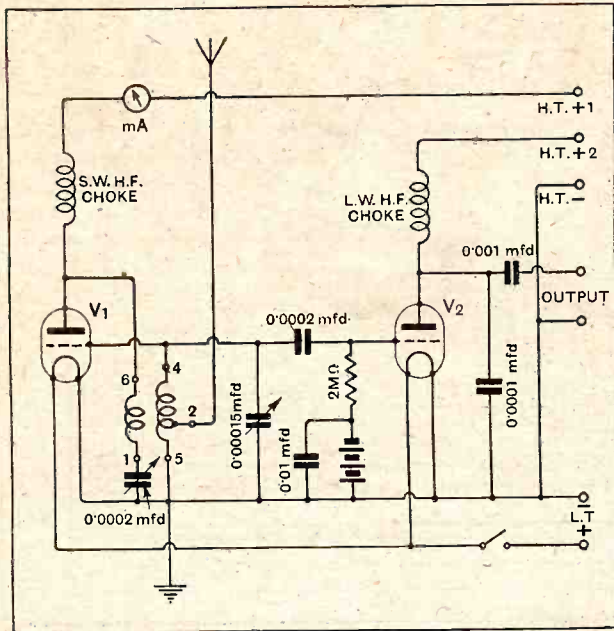 mA
H.T.+1
H.T.+2
H.T.-
S.W. H.F.
CHOKE
L.W. H.F.
CHOKE
0·001 mfd
OUTPUT
V1
V2
0·0002 mfd
6
4
2
1
5
0·00015mfd
2MΩ
0·01 mfd
0·0001 mfd
0·0002 mfd
-
L.T
+